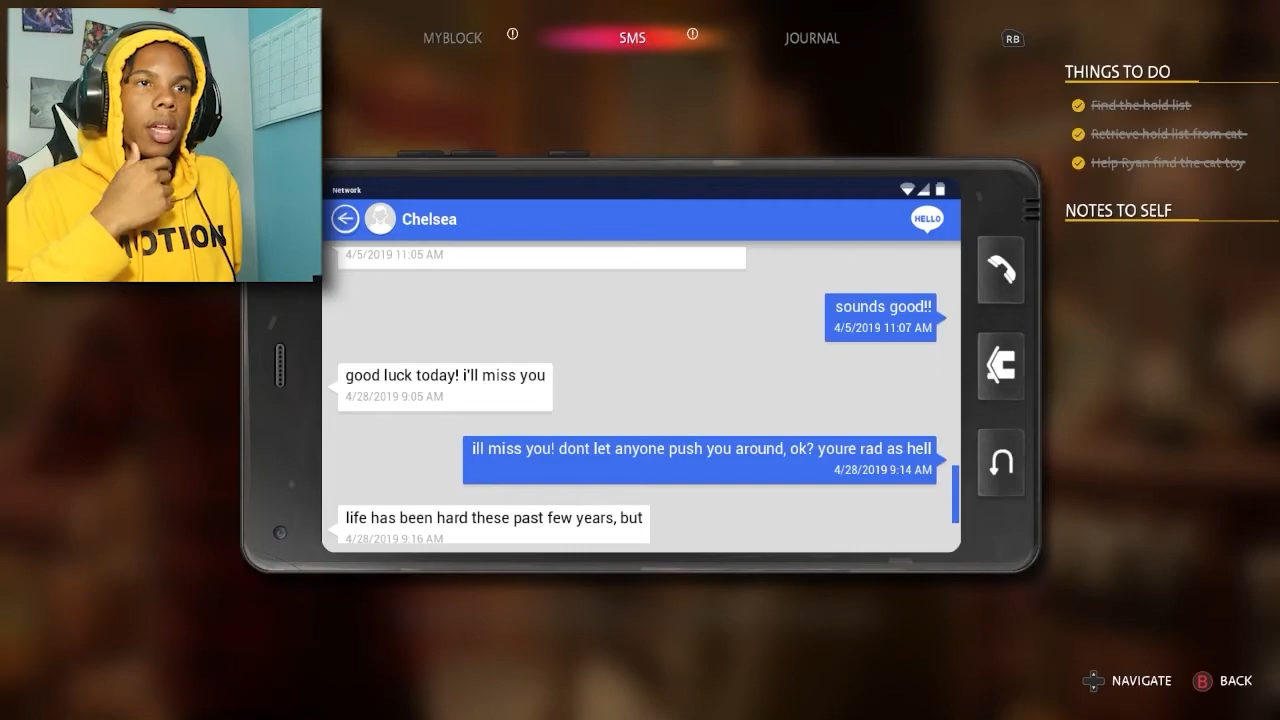 MYBLOCK
SMS
JOURNAL
RB
THINGS TO DO
Find the hold list
Retrieve hold list from cat
Help Ryan find the cat toy
NOTES TO SELF
Network
Chelsea
HELLO
4/5/2019 11:05 AM
sounds good!!
4/5/2019 11:07 AM
good luck today! i'll miss you
4/28/2019 9:05 AM
ill miss you! dont let anyone push you around, ok? youre rad as hell
4/28/2019 9:14 AM
life has been hard these past few years, but
4/28/2019 9:16 AM
OTION
NAVIGATE
B BACK